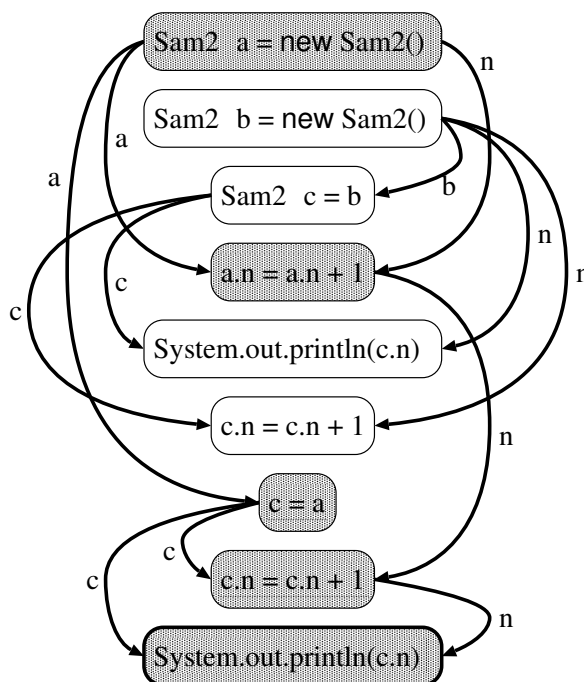 Sam2 a = new Sam2()
n
Sam2 b = new Sam2()
a
a
Sam2 c = b
b
n
a.n = a.n + 1
c
n
c
System.out.println(c.n)
c.n = c.n + 1
n
c = a
c
c
c.n = c.n + 1
n
System.out.println(c.n)